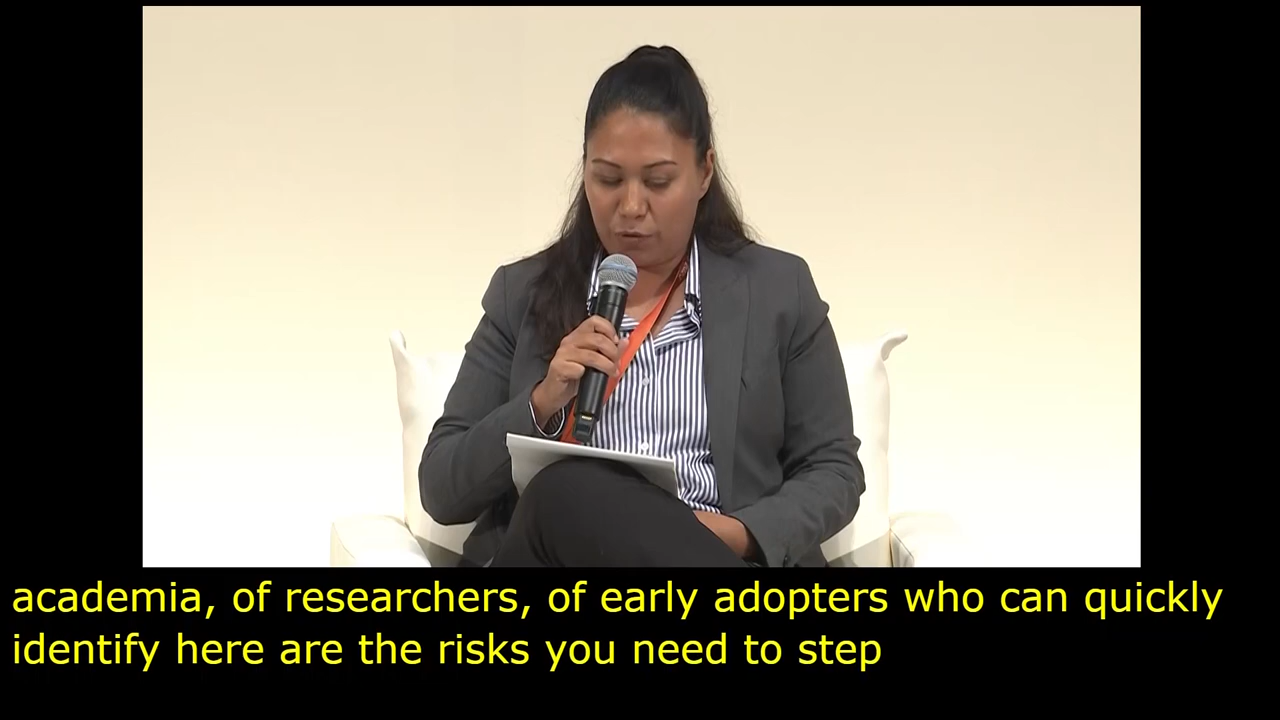 academia, of researchers, of early adopters who can quickly
identify here are the risks you need to step